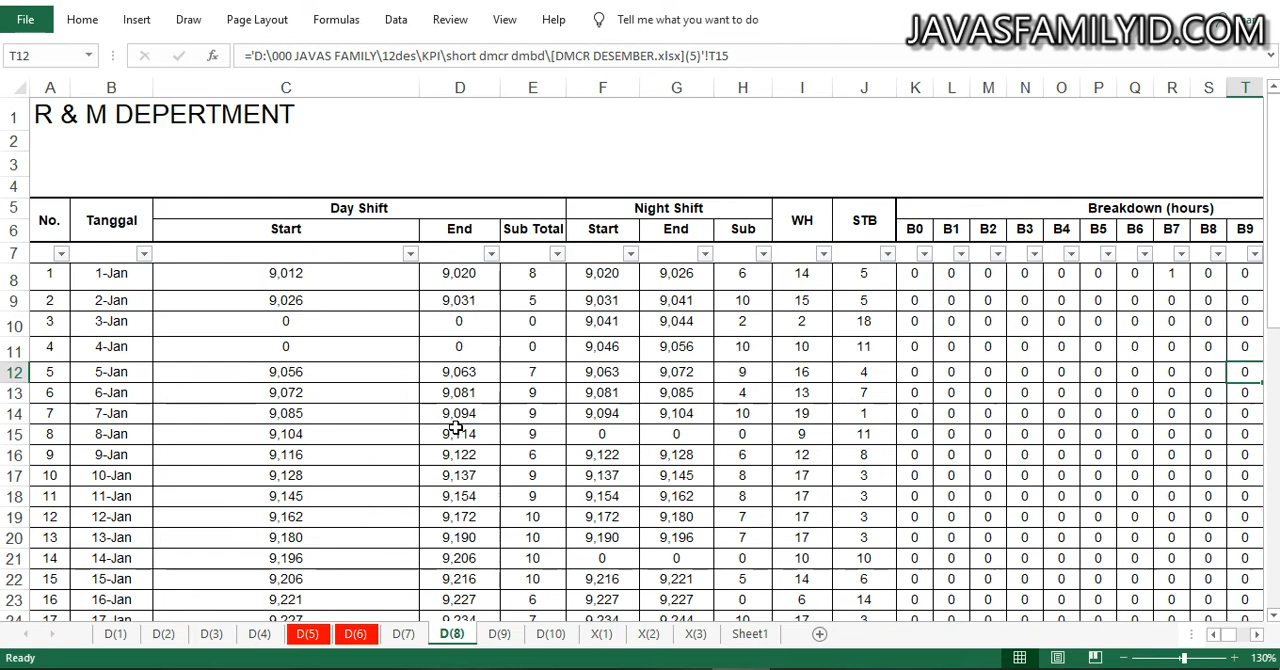 File Home Insert Draw Page Layout Formulas Data Review View Help Tell me what you want to do
JAVASFAMILYID.COM
T12 fx ='D:\000 JAVAS FAMILY\12des\KPI\short dmcr dmbd\[DMCR DESEMBER.xlsx](5)'!T15
A B C D E F G H I J K L M N O P Q R S T
1 R & M DEPERTMENT
2
3
4
5 No. Tanggal Day Shift Night Shift WH STB Breakdown (hours)
6 Start End Sub Total Start End Sub B0 B1 B2 B3 B4 B5 B6 B7 B8 B9
7
8 1 1-Jan 9,012 9,020 8 9,020 9,026 6 14 5 0 0 0 0 0 0 0 1 0 0
9 2 2-Jan 9,026 9,031 5 9,031 9,041 10 15 5 0 0 0 0 0 0 0 0 0 0
10 3 3-Jan 0 0 0 9,041 9,044 2 2 18 0 0 0 0 0 0 0 0 0 0
11 4 4-Jan 0 0 0 9,046 9,056 10 10 11 0 0 0 0 0 0 0 0 0 0
12 5 5-Jan 9,056 9,063 7 9,063 9,072 9 16 4 0 0 0 0 0 0 0 0 0 0
13 6 6-Jan 9,072 9,081 9 9,081 9,085 4 13 7 0 0 0 0 0 0 0 0 0 0
14 7 7-Jan 9,085 9,094 9 9,094 9,104 10 19 1 0 0 0 0 0 0 0 0 0 0
15 8 8-Jan 9,104 9,114 9 0 0 0 9 11 0 0 0 0 0 0 0 0 0 0
16 9 9-Jan 9,116 9,122 6 9,122 9,128 6 12 8 0 0 0 0 0 0 0 0 0 0
17 10 10-Jan 9,128 9,137 9 9,137 9,145 8 17 3 0 0 0 0 0 0 0 0 0 0
18 11 11-Jan 9,145 9,154 9 9,154 9,162 8 17 3 0 0 0 0 0 0 0 0 0 0
19 12 12-Jan 9,162 9,172 10 9,172 9,180 7 17 3 0 0 0 0 0 0 0 0 0 0
20 13 13-Jan 9,180 9,190 10 9,190 9,196 7 17 3 0 0 0 0 0 0 0 0 0 0
21 14 14-Jan 9,196 9,206 10 0 0 0 10 10 0 0 0 0 0 0 0 0 0 0
22 15 15-Jan 9,206 9,216 10 9,216 9,221 5 14 6 0 0 0 0 0 0 0 0 0 0
23 16 16-Jan 9,221 9,227 6 9,227 9,227 0 6 14 0 0 0 0 0 0 0 0 0 0
24 17 17-Jan 9,227 9,234 7 9,234 9,244 10 17 3 0 0 0 0 0 0 0 0 0 0
D(1) D(2) D(3) D(4) D(5) D(6) D(7) D(8) D(9) D(10) X(1) X(2) X(3) Sheet1
Ready 130%